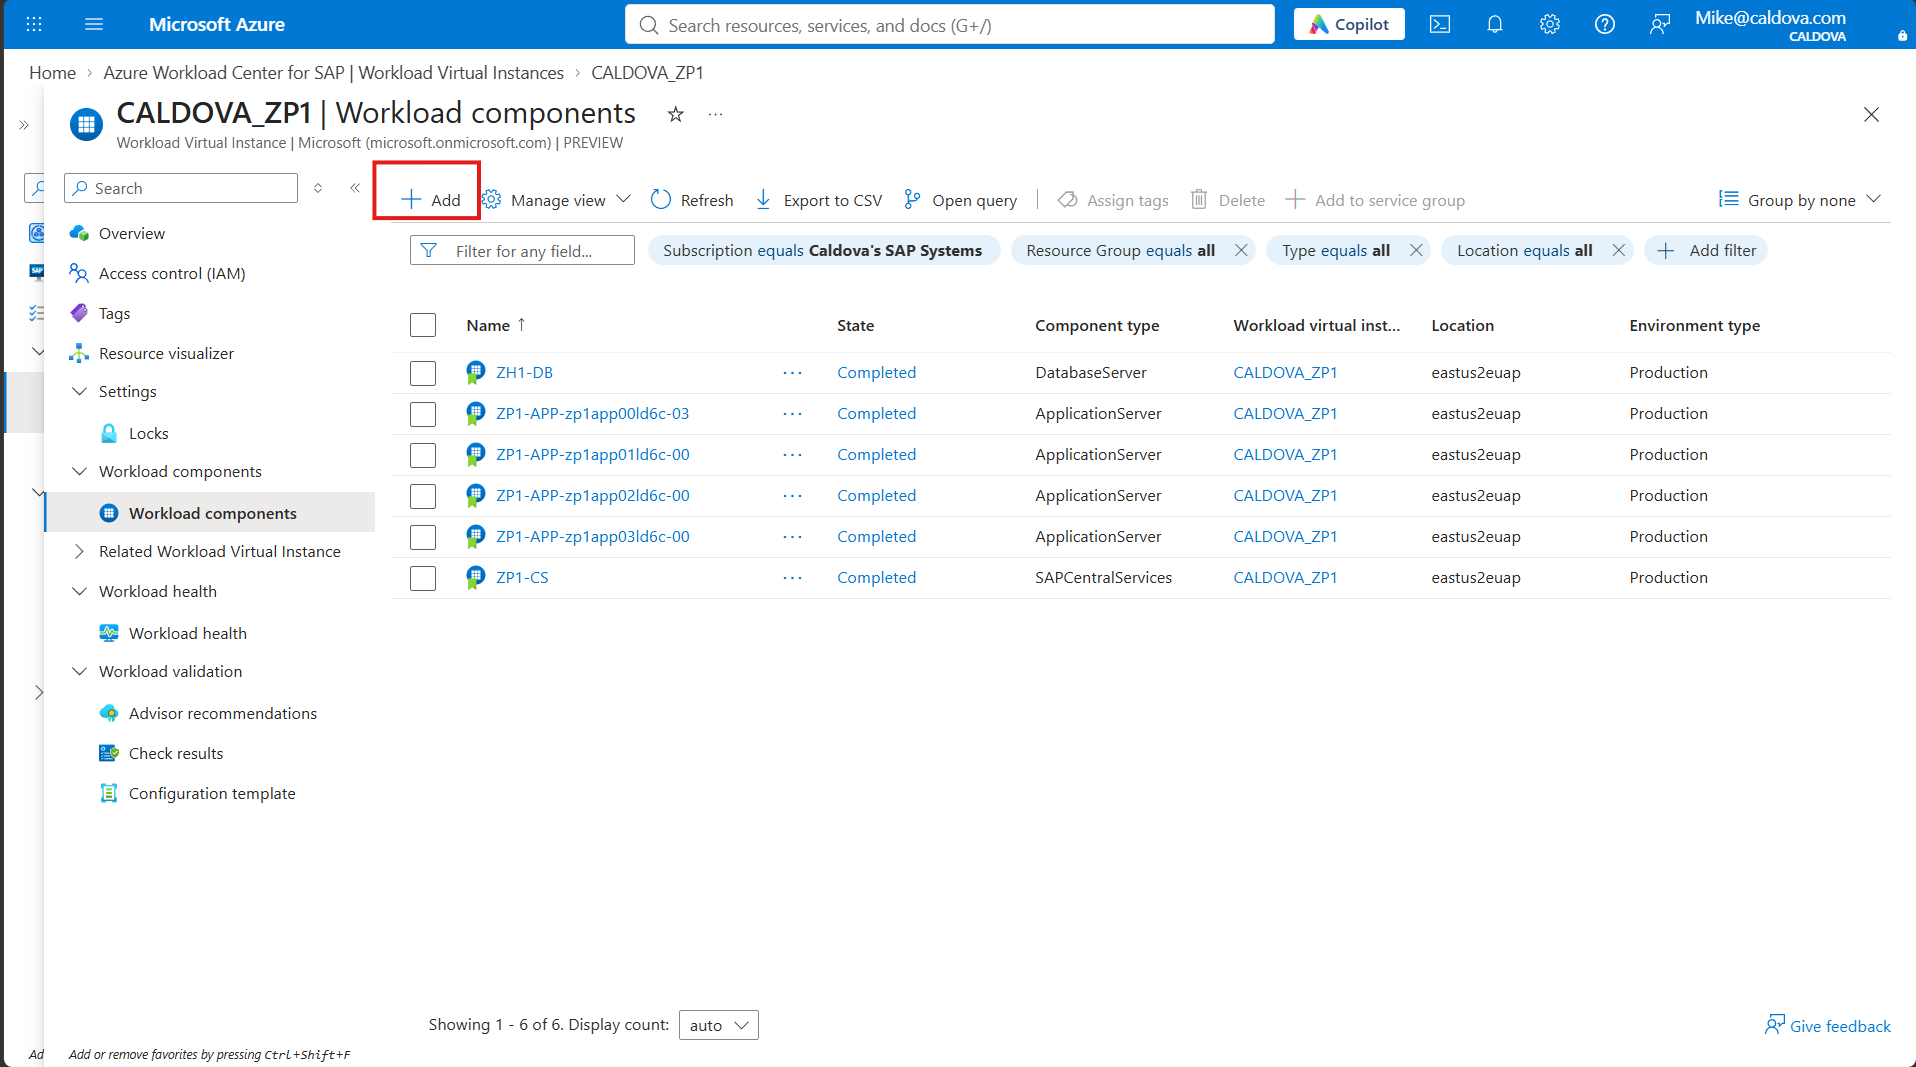 Microsoft Azure
Search resources, services, and docs (G+/)
Copilot
Mike@caldova.com
CALDOVA
Home > Azure Workload Center for SAP | Workload Virtual Instances > CALDOVA_ZP1
CALDOVA_ZP1 | Workload components
Workload Virtual Instance | Microsoft (microsoft.onmicrosoft.com) | PREVIEW
Search
Overview
Access control (IAM)
Tags
Resource visualizer
Settings
Locks
Workload components
Workload components
Related Workload Virtual Instance
Workload health
Workload health
Workload validation
Advisor recommendations
Check results
Configuration template
Ad
Add or remove favorites by pressing Ctrl+Shift+F
Add Manage view Refresh Export to CSV Open query Assign tags Delete Add to service group Group by none
Filter for any field... Subscription equals Caldova's SAP Systems Resource Group equals all Type equals all Location equals all Add filter
Name ↑ State Component type Workload virtual inst... Location Environment type
ZH1-DB ··· Completed DatabaseServer CALDOVA_ZP1 eastus2euap Production
ZP1-APP-zp1app00ld6c-03 ··· Completed ApplicationServer CALDOVA_ZP1 eastus2euap Production
ZP1-APP-zp1app01ld6c-00 ··· Completed ApplicationServer CALDOVA_ZP1 eastus2euap Production
ZP1-APP-zp1app02ld6c-00 ··· Completed ApplicationServer CALDOVA_ZP1 eastus2euap Production
ZP1-APP-zp1app03ld6c-00 ··· Completed ApplicationServer CALDOVA_ZP1 eastus2euap Production
ZP1-CS ··· Completed SAPCentralServices CALDOVA_ZP1 eastus2euap Production
Showing 1 - 6 of 6. Display count: auto
Give feedback